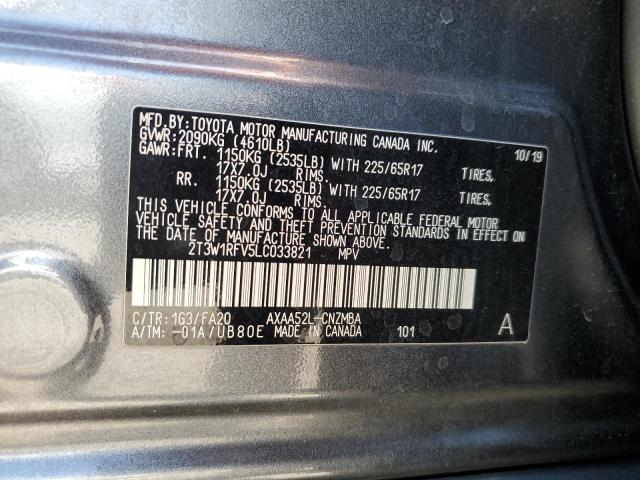 MFD.BY:TOYOTA MOTOR MANUFACTURING CANADA INC. 10/19
GVWR:2090KG (4610LB)
GAWR:FRT. 1150KG (2535LB) WITH 225/65R17 TIRES,
17X7.0J RIMS.
RR. 1150KG (2535LB) WITH 225/65R17 TIRES,
17X7.0J RIMS.
THIS VEHICLE CONFORMS TO ALL APPLICABLE FEDERAL MOTOR
VEHICLE SAFETY AND THEFT PREVENTION STANDARDS IN EFFECT ON
THE DATE OF MANUFACTURE SHOWN ABOVE.
2T3W1RFV5LC033821 MPV
C/TR:1G3/FA20 AXAA52L-CNZMBA
A/TM:-01A/UB80E MADE IN CANADA 101 A